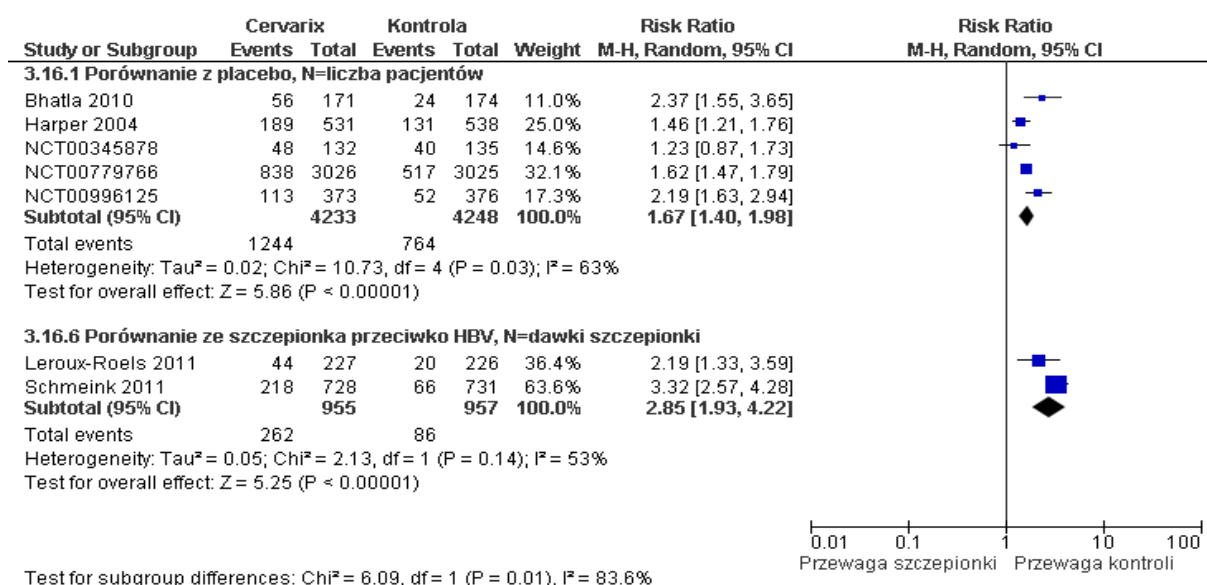 Cervarix Kontrola Risk Ratio Risk Ratio
Study or Subgroup Events Total Events Total Weight M-H, Random, 95% CI M-H, Random, 95% CI
3.16.1 Porównanie z placebo, N=liczba pacjentów
Bhatla 2010 56 171 24 174 11.0% 2.37 [1.55, 3.65]
Harper 2004 189 531 131 538 25.0% 1.46 [1.21, 1.76]
NCT00345878 48 132 40 135 14.6% 1.23 [0.87, 1.73]
NCT00779766 838 3026 517 3025 32.1% 1.62 [1.47, 1.79]
NCT00996125 113 373 52 376 17.3% 2.19 [1.63, 2.94]
Subtotal (95% CI) 4233 4248 100.0% 1.67 [1.40, 1.98]
Total events 1244 764
Heterogeneity: Tau² = 0.02; Chi² = 10.73, df = 4 (P = 0.03); I² = 63%
Test for overall effect: Z = 5.86 (P < 0.00001)
3.16.6 Porównanie ze szczepionka przeciwko HBV, N=dawki szczepionki
Leroux-Roels 2011 44 227 20 226 36.4% 2.19 [1.33, 3.59]
Schmeink 2011 218 728 66 731 63.6% 3.32 [2.57, 4.28]
Subtotal (95% CI) 955 957 100.0% 2.85 [1.93, 4.22]
Total events 262 86
Heterogeneity: Tau² = 0.05; Chi² = 2.13, df = 1 (P = 0.14); I² = 53%
Test for overall effect: Z = 5.25 (P < 0.00001)
0.01 0.1 1 10 100
Przewaga szczepionki Przewaga kontroli
Test for subgroup differences: Chi² = 6.09, df = 1 (P = 0.01), I² = 83.6%